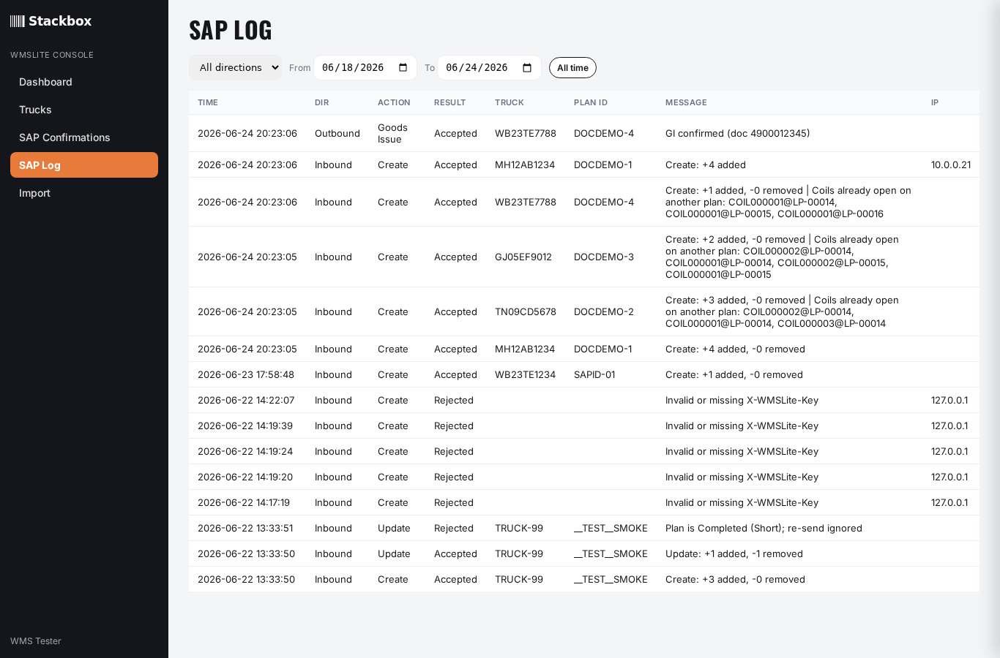 Stackbox
WMSLITE CONSOLE
Dashboard
Trucks
SAP Confirmations
SAP Log
Import
WMS Tester
SAP LOG
All directions From 06/18/2026 To 06/24/2026 All time
TIME DIR ACTION RESULT TRUCK PLAN ID MESSAGE IP
2026-06-24 20:23:06 Outbound Goods
Issue Accepted WB23TE7788 DOCDEMO-4 GI confirmed (doc 4900012345)
2026-06-24 20:23:06 Inbound Create Accepted MH12AB1234 DOCDEMO-1 Create: +4 added 10.0.0.21
2026-06-24 20:23:06 Inbound Create Accepted WB23TE7788 DOCDEMO-4 Create: +1 added, -0 removed | Coils already open on
another plan: COIL000001@LP-00014,
COIL000001@LP-00015, COIL000001@LP-00016
2026-06-24 20:23:05 Inbound Create Accepted GJ05EF9012 DOCDEMO-3 Create: +2 added, -0 removed | Coils already open
on another plan: COIL000002@LP-00014,
COIL000001@LP-00014, COIL000002@LP-00015,
COIL000001@LP-00015
2026-06-24 20:23:05 Inbound Create Accepted TN09CD5678 DOCDEMO-2 Create: +3 added, -0 removed | Coils already open
on another plan: COIL000002@LP-00014,
COIL000001@LP-00014, COIL000003@LP-00014
2026-06-24 20:23:05 Inbound Create Accepted MH12AB1234 DOCDEMO-1 Create: +4 added, -0 removed
2026-06-23 17:58:48 Inbound Create Accepted WB23TE1234 SAPID-01 Create: +1 added, -0 removed
2026-06-22 14:22:07 Inbound Create Rejected Invalid or missing X-WMSLite-Key 127.0.0.1
2026-06-22 14:19:39 Inbound Create Rejected Invalid or missing X-WMSLite-Key 127.0.0.1
2026-06-22 14:19:24 Inbound Create Rejected Invalid or missing X-WMSLite-Key 127.0.0.1
2026-06-22 14:19:20 Inbound Create Rejected Invalid or missing X-WMSLite-Key 127.0.0.1
2026-06-22 14:17:19 Inbound Create Rejected Invalid or missing X-WMSLite-Key 127.0.0.1
2026-06-22 13:33:51 Inbound Update Rejected TRUCK-99 __TEST__SMOKE Plan is Completed (Short); re-send ignored
2026-06-22 13:33:50 Inbound Update Accepted TRUCK-99 __TEST__SMOKE Update: +1 added, -1 removed
2026-06-22 13:33:50 Inbound Create Accepted TRUCK-99 __TEST__SMOKE Create: +3 added, -0 removed